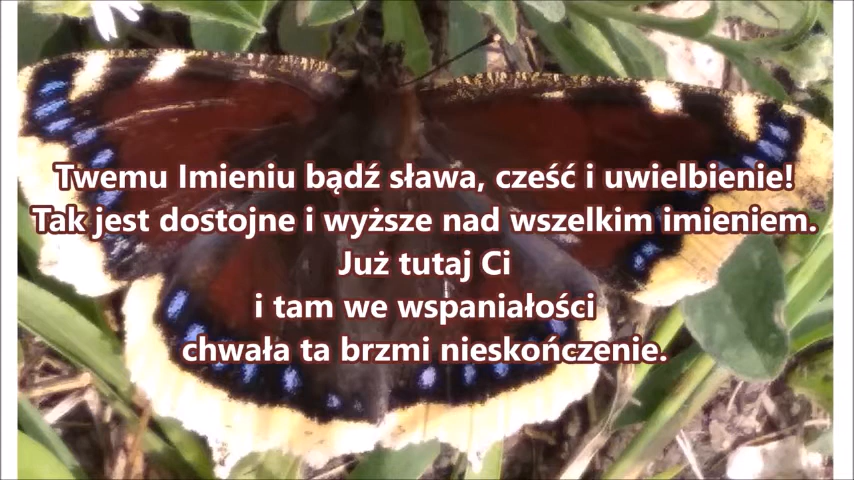 Twemu Imieniu bądź sława, cześć i uwielbienie!
Tak jest dostojne i wyższe nad wszelkim imieniem.
Już tutaj Ci
i tam we wspaniałości
chwała ta brzmi nieskończenie.